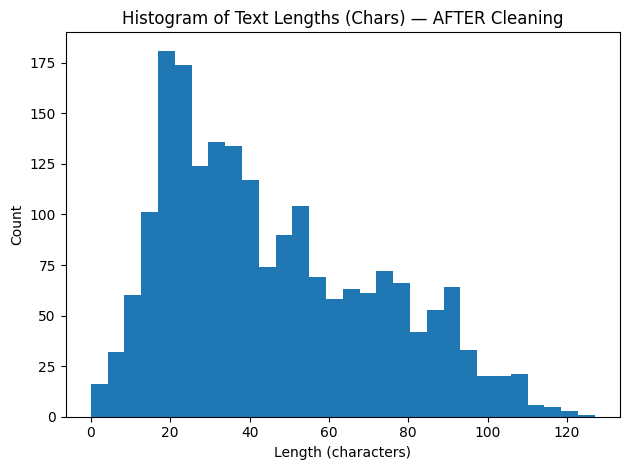 Histogram of Text Lengths (Chars) — AFTER Cleaning
175
150
125
100
75
50
25
0
Count
0 20 40 60 80 100 120
Length (characters)